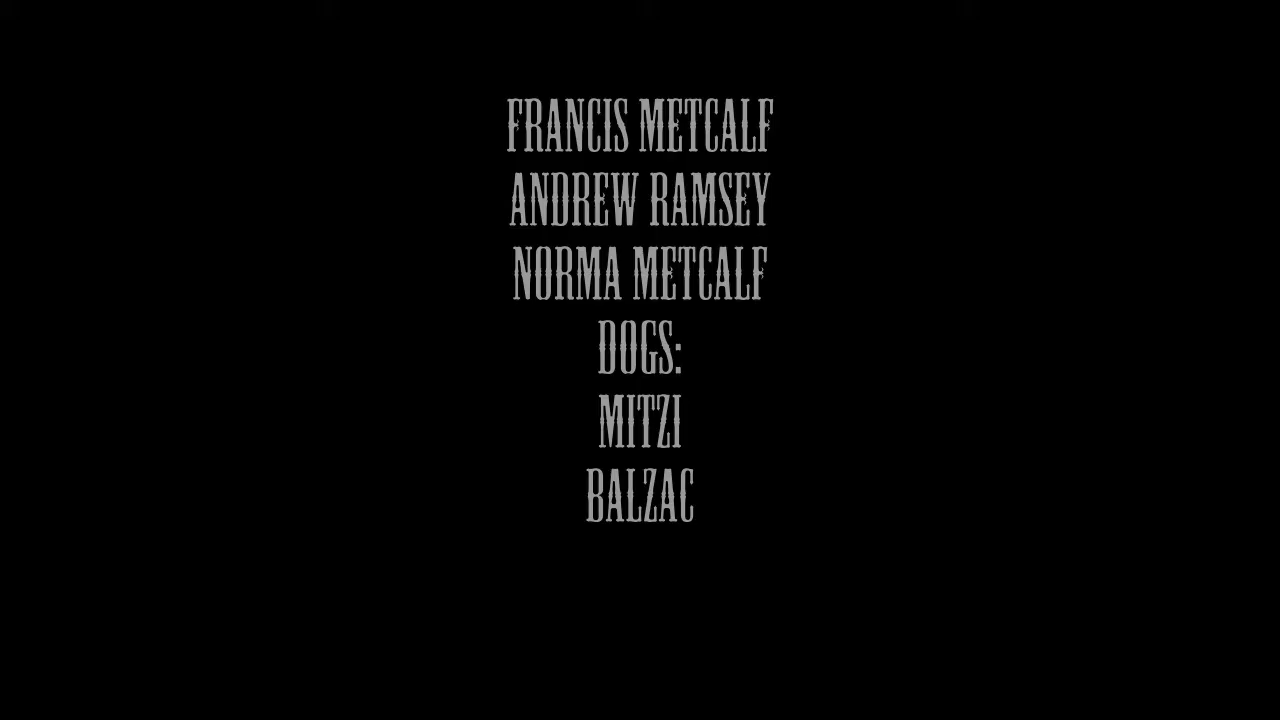 FRANCIS METCALF
ANDREW RAMSEY
NORMA METCALF
DOGS:
MITZI
BALZAC